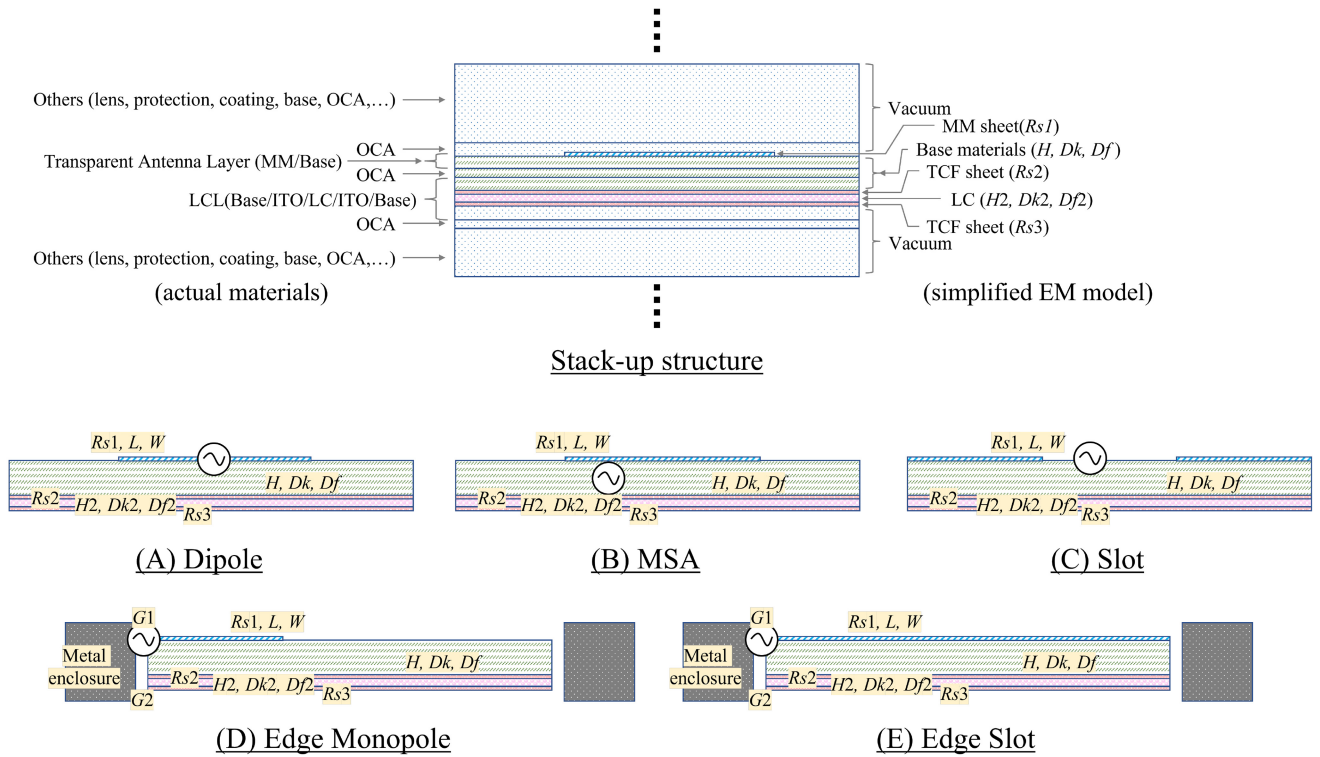 Others (lens, protection, coating, base, OCA,…)
OCA
Transparent Antenna Layer (MM/Base)
OCA
LCL(Base/ITO/LC/ITO/Base)
OCA
Others (lens, protection, coating, base, OCA,…)
(actual materials)
Vacuum
MM sheet(Rs1)
Base materials (H, Dk, Df )
TCF sheet (Rs2)
LC (H2, Dk2, Df2)
TCF sheet (Rs3)
Vacuum
(simplified EM model)
Stack-up structure
Rs1, L, W
H, Dk, Df
Rs2
H2, Dk2, Df2
Rs3
(A) Dipole
Rs1, L, W
H, Dk, Df
Rs2
H2, Dk2, Df2
Rs3
(B) MSA
Rs1, L, W
H, Dk, Df
Rs2
H2, Dk2, Df2
Rs3
(C) Slot
G1
Rs1, L, W
Metal
enclosure
H, Dk, Df
Rs2
H2, Dk2, Df2
Rs3
G2
(D) Edge Monopole
G1
Rs1, L, W
Metal
enclosure
H, Dk, Df
Rs2
H2, Dk2, Df2
Rs3
G2
(E) Edge Slot